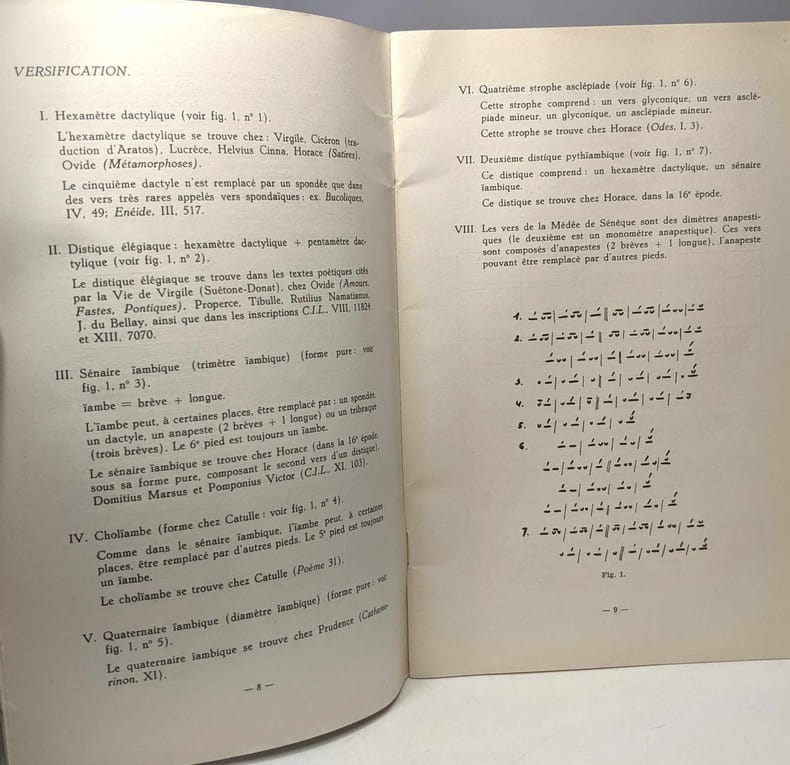 VERSIFICATION.
I. Hexamètre dactylique (voir fig. 1, n° 1).
L'hexamètre dactylique se trouve chez : Virgile, Cicéron (tra-
duction d'Aratos), Lucrèce, Helvius Cinna, Horace (Satires),
Ovide (Métamorphoses).
Le cinquième dactyle n'est remplacé par un spondée que dans
des vers très rares appelés vers spondaïques : ex. Bucoliques,
IV, 49; Enéide, III, 517.
II. Distique élégiaque : hexamètre dactylique + pentamètre dac-
tylique (voir fig. 1, n° 2).
Le distique élégiaque se trouve dans les textes poétiques cités
par la Vie de Virgile (Suétone-Donat), chez Ovide (Amours,
Fastes, Pontiques), Properce, Tibulle, Rutilius Namatianus,
J. du Bellay, ainsi que dans les inscriptions C.I.L., VIII, 11824
et XIII, 7070.
III. Sénaire ïambique (trimètre ïambique) (forme pure : voir
fig. 1, n° 3).
ïambe = brève + longue.
L'ïambe peut, à certaines places, être remplacé par : un spondée,
un dactyle, un anapeste (2 brèves + 1 longue) ou un tribraque
(trois brèves). Le 6e pied est toujours un ïambe.
Le sénaire ïambique se trouve chez Horace (dans la 16e épode,
sous sa forme pure, composant le second vers d'un distique),
Domitius Marsus et Pomponius Victor (C.I.L., XI, 103).
IV. Cholïambe (forme chez Catulle : voir fig. 1, n° 4).
Comme dans le sénaire ïambique, l'ïambe peut, à certaines
places, être remplacé par d'autres pieds. Le 5e pied est toujours
un ïambe.
Le cholïambe se trouve chez Catulle (Poème 31).
V. Quaternaire ïambique (diamètre ïambique) (forme pure : voir
fig. 1, n° 5).
Le quaternaire ïambique se trouve chez Prudence (Catheme-
rinon, XI).
— 8 —
VI. Quatrième strophe asclépiade (voir fig. 1, n° 6).
Cette strophe comprend : un vers glyconique, un vers asclé-
piade mineur, un glyconique, un asclépiade mineur.
Cette strophe se trouve chez Horace (Odes, I, 3).
VII. Deuxième distique pythïambique (voir fig. 1, n° 7).
Ce distique comprend : un hexamètre dactylique, un sénaire
ïambique.
Ce distique se trouve chez Horace, dans la 16e épode.
VIII. Les vers de la Médée de Sénèque sont des dimètres anapesti-
ques (le deuxième est un monomètre anapestique). Ces vers
sont composés d'anapestes (2 brèves + 1 longue), l'anapeste
pouvant être remplacé par d'autres pieds.
1.
2.
3.
4.
5.
6.
7.
Fig. 1.
— 9 —